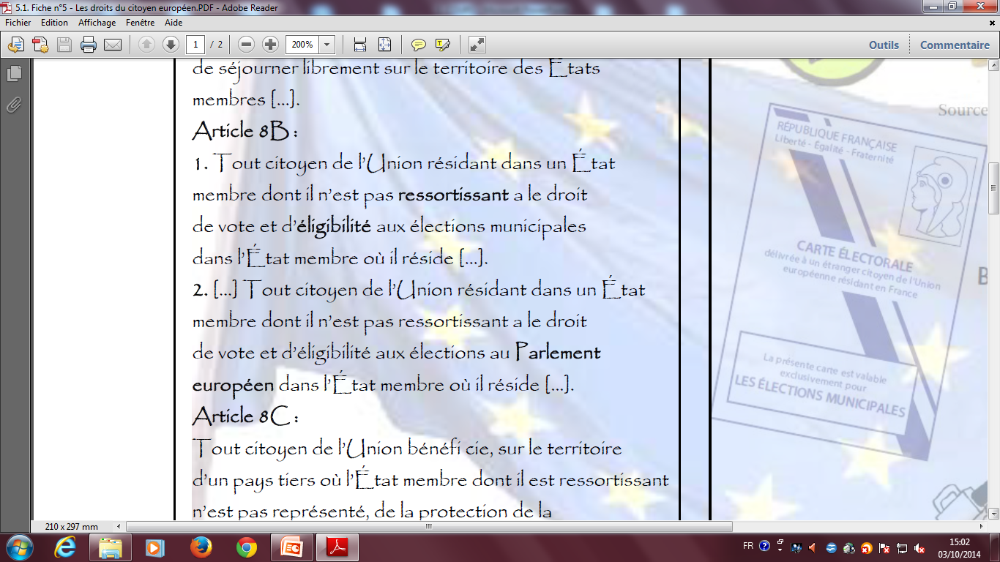 5.1. Fiche n°5 - Les droits du citoyen européen.PDF - Adobe Reader
Fichier Edition Affichage Fenêtre Aide
1 / 2 200% Outils Commentaire
de séjourner librement sur le territoire des États
membres [...].
Article 8B :
1. Tout citoyen de l'Union résidant dans un État
membre dont il n'est pas ressortissant a le droit
de vote et d'éligibilité aux élections municipales
dans l'État membre où il réside [...].
2. [...] Tout citoyen de l'Union résidant dans un État
membre dont il n'est pas ressortissant a le droit
de vote et d'éligibilité aux élections au Parlement
européen dans l'État membre où il réside [...].
Article 8C :
Tout citoyen de l'Union bénéfi cie, sur le territoire
d'un pays tiers où l'État membre dont il est ressortissant
n'est pas représenté, de la protection de la
Source
RÉPUBLIQUE FRANÇAISE
Liberté - Égalité - Fraternité
CARTE ÉLECTORALE
délivrée à un étranger citoyen de l'Union
européenne résidant en France
La présente carte est valable
exclusivement pour
LES ÉLECTIONS MUNICIPALES
B
210 x 297 mm
FR
15:02
03/10/2014